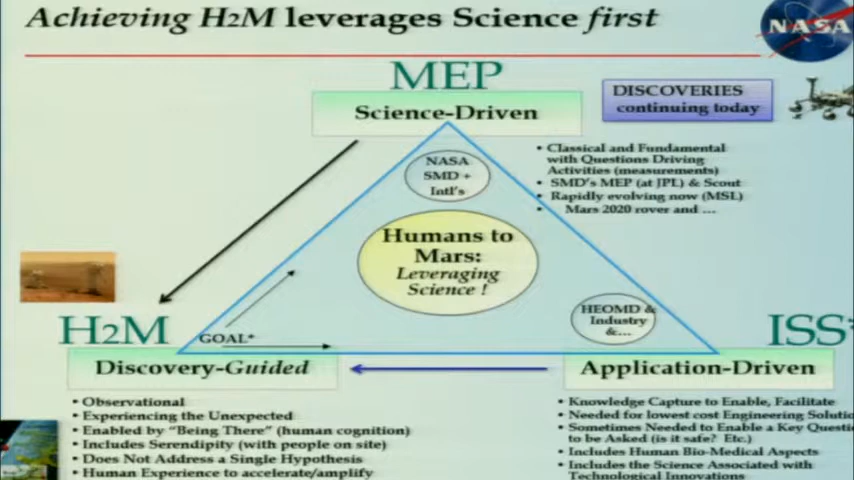 Achieving H2M leverages Science first
NASA
MEP
Science-Driven
DISCOVERIES
continuing today
• Classical and Fundamental
with Questions Driving
Activities (measurements)
• SMD's MEP (at JPL) & Scout
• Rapidly evolving now (MSL)
• Mars 2020 rover and ...
NASA
SMD +
Intl's
Humans to
Mars:
Leveraging
Science !
HEOMD &
Industry
&...
H2M
GOAL*
ISS*
Discovery-Guided
Application-Driven
• Observational
• Experiencing the Unexpected
• Enabled by "Being There" (human cognition)
• Includes Serendipity (with people on site)
• Does Not Address a Single Hypothesis
• Human Experience to accelerate/amplify
• Knowledge Capture to Enable, Facilitate
• Needed for lowest cost Engineering Solutio
• Sometimes Needed to Enable a Key Questi
to be Asked (is it safe? Etc.)
• Includes Human Bio-Medical Aspects
• Includes the Science Associated with
Technological Innovations